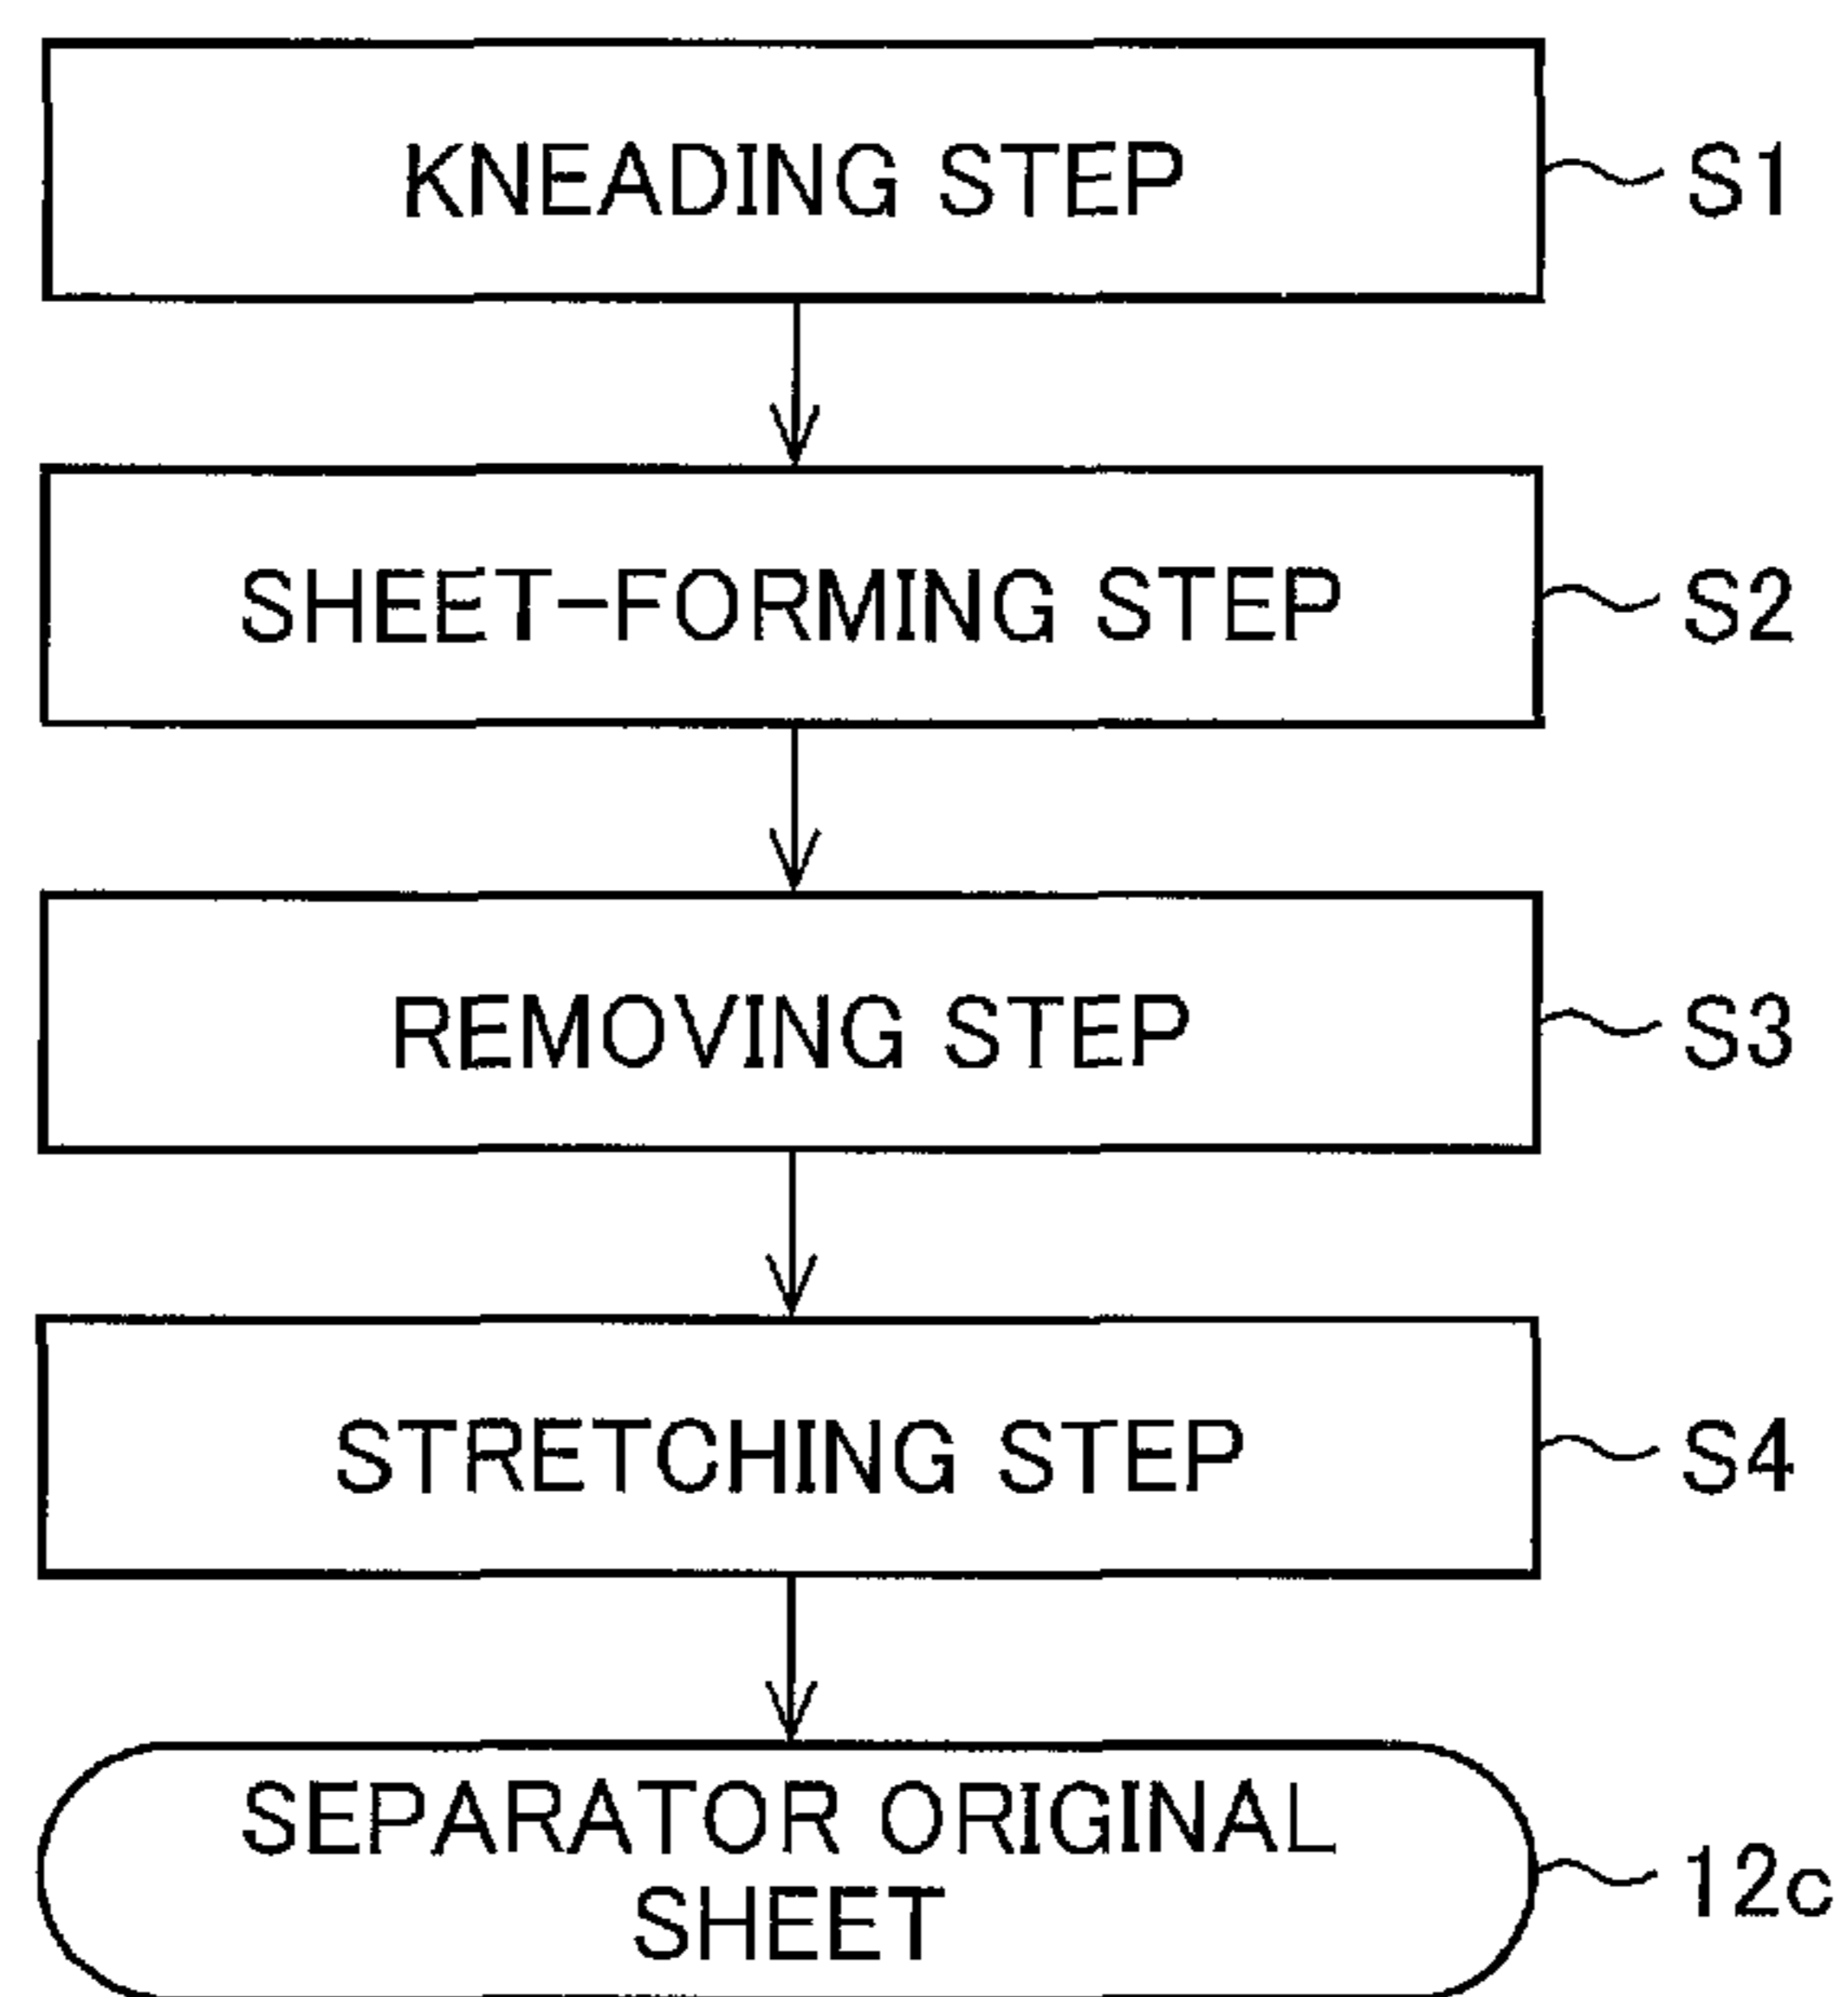 KNEADING STEP S1
SHEET-FORMING STEP S2
REMOVING STEP S3
STRETCHING STEP S4
SEPARATOR ORIGINAL
SHEET
12c